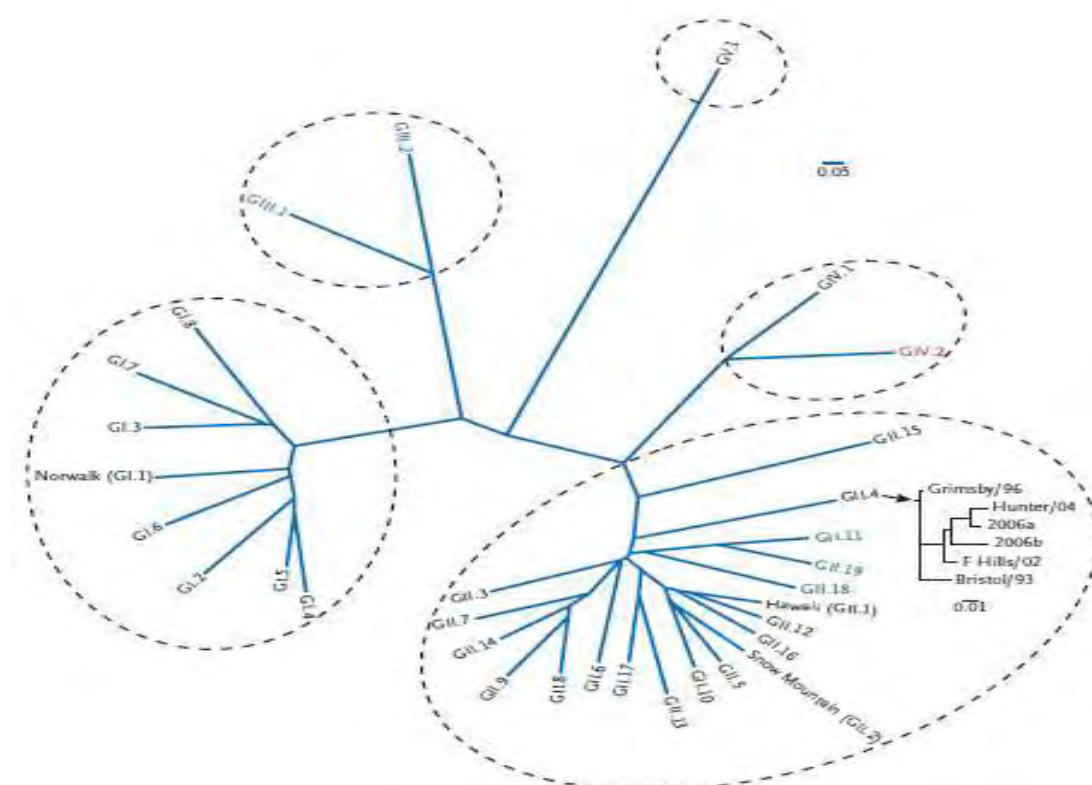 GV.1
GIII.2
0.05
GIII.1
GIV.1
GI.8
GIV.2
GI.7
GI.3
GII.15
Norwalk (GI.1)
GII.4
Grimsby/96
Hunter/04
2006a
2006b
F Hills/02
Bristol/93
0.01
GI.6
GI.2
GI.5
GI.4
GII.11
GII.19
GII.18
GII.3
Hawaii (GII.1)
GII.7
GII.12
GII.14
GII.16
Snow Mountain (GII.2)
GII.9
GII.8
GII.6
GII.17
GII.13
GII.10
GII.5